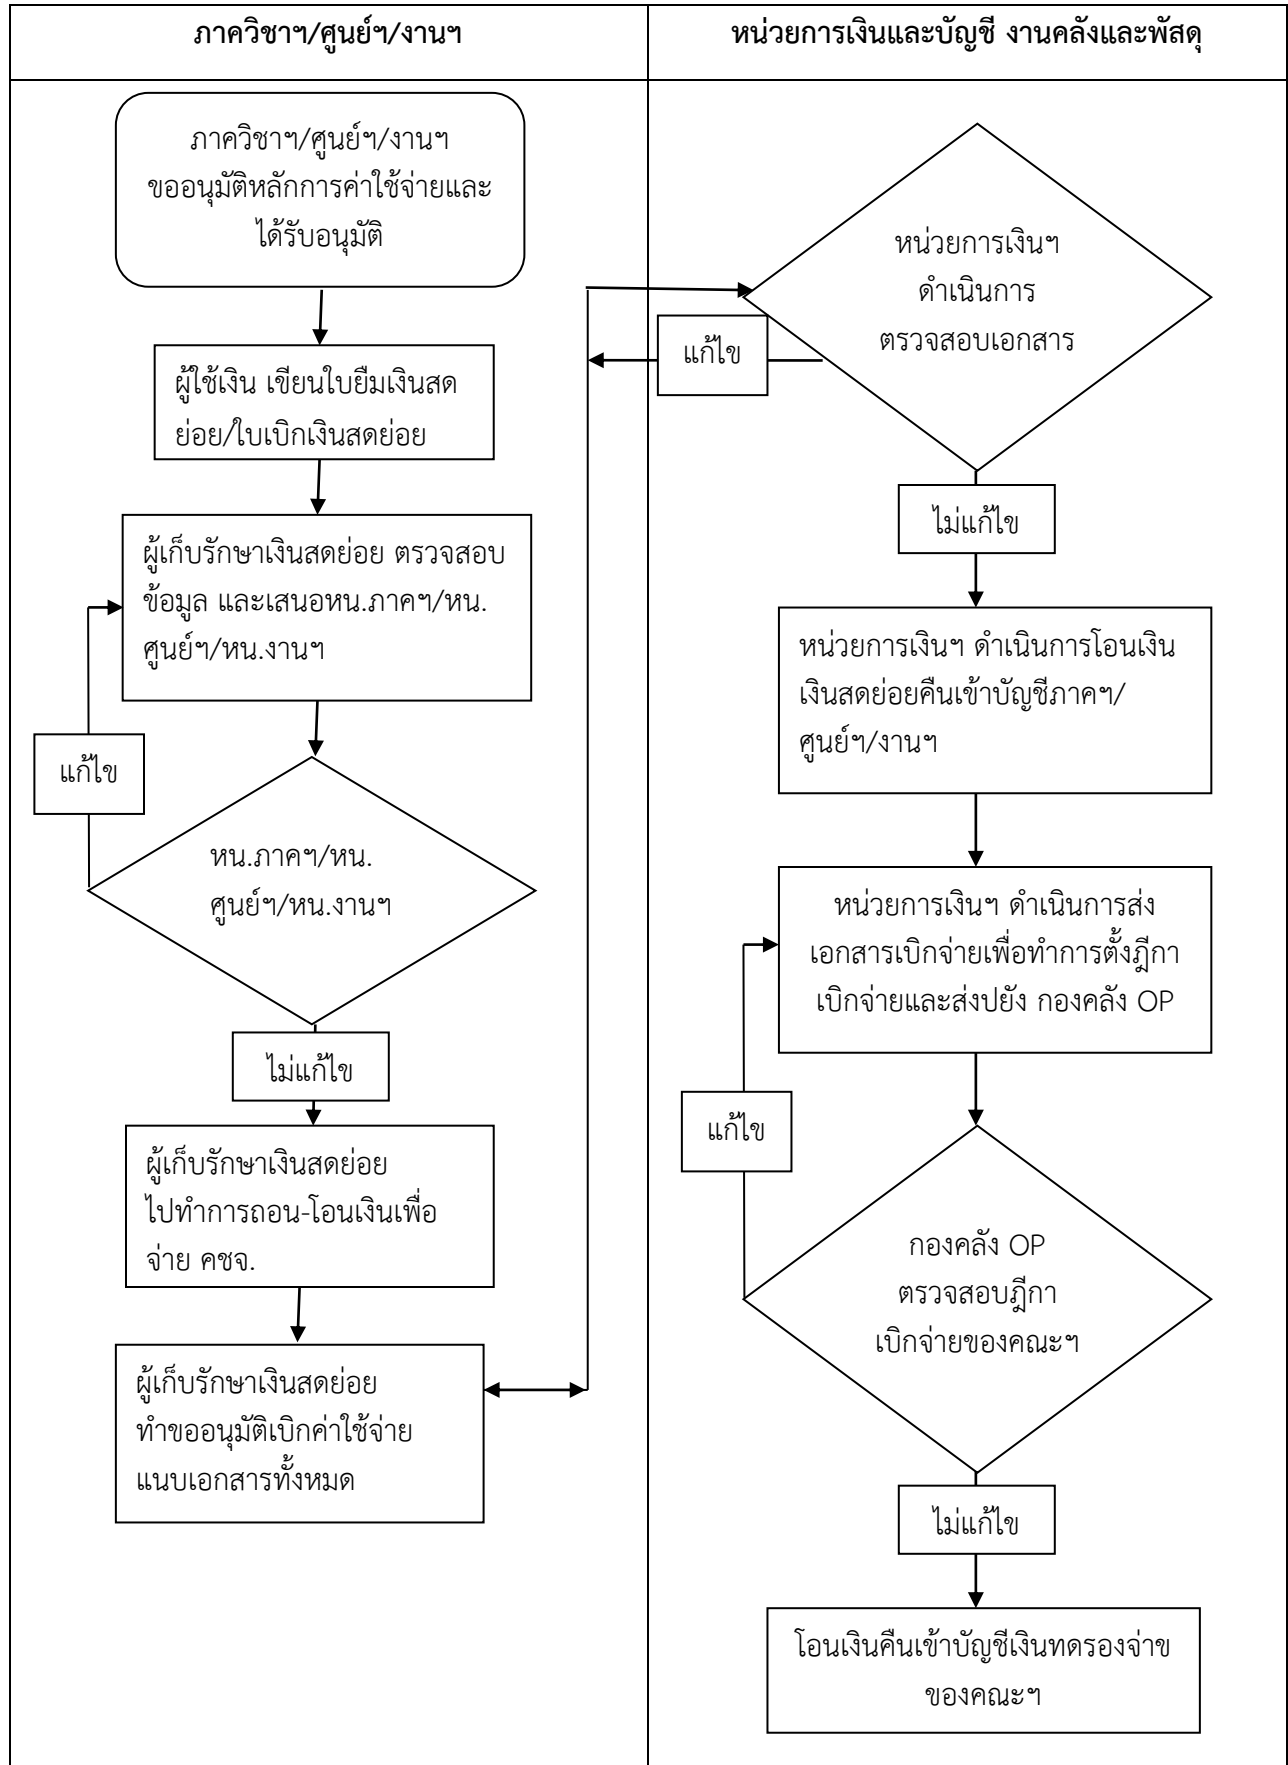 ภาควิชาฯ/ศูนย์ฯ/งานฯ
หน่วยการเงินและบัญชี งานคลังและพัสดุ
ภาควิชาฯ/ศูนย์ฯ/งานฯ
ขออนุมัติหลักการค่าใช้จ่ายและ
ได้รับอนุมัติ
ผู้ใช้เงิน เขียนใบยืมเงินสด
ย่อย/ใบเบิกเงินสดย่อย
ผู้เก็บรักษาเงินสดย่อย ตรวจสอบ
ข้อมูล และเสนอหน.ภาคฯ/หน.
ศูนย์ฯ/หน.งานฯ
แก้ไข
หน.ภาคฯ/หน.
ศูนย์ฯ/หน.งานฯ
ไม่แก้ไข
ผู้เก็บรักษาเงินสดย่อย
ไปทำการถอน-โอนเงินเพื่อ
จ่าย คชจ.
ผู้เก็บรักษาเงินสดย่อย
ทำขออนุมัติเบิกค่าใช้จ่าย
แนบเอกสารทั้งหมด
หน่วยการเงินฯ
ดำเนินการ
ตรวจสอบเอกสาร
แก้ไข
ไม่แก้ไข
หน่วยการเงินฯ ดำเนินการโอนเงิน
เงินสดย่อยคืนเข้าบัญชีภาคฯ/
ศูนย์ฯ/งานฯ
หน่วยการเงินฯ ดำเนินการส่ง
เอกสารเบิกจ่ายเพื่อทำการตั้งฎีกา
เบิกจ่ายและส่งปยัง กองคลัง OP
แก้ไข
กองคลัง OP
ตรวจสอบฎีกา
เบิกจ่ายของคณะฯ
ไม่แก้ไข
โอนเงินคืนเข้าบัญชีเงินทดรองจ่าข
ของคณะฯ